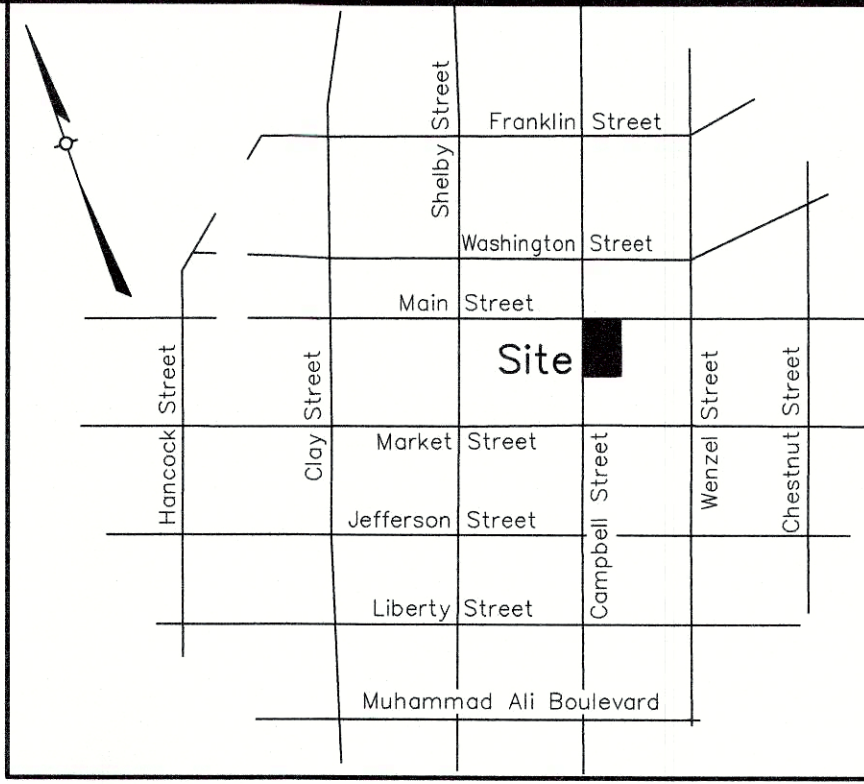 Shelby Street
Franklin Street
Washington Street
Main Street
Site
Hancock Street
Clay Street
Market Street
Campbell Street
Wenzel Street
Chestnut Street
Jefferson Street
Liberty Street
Muhammad Ali Boulevard